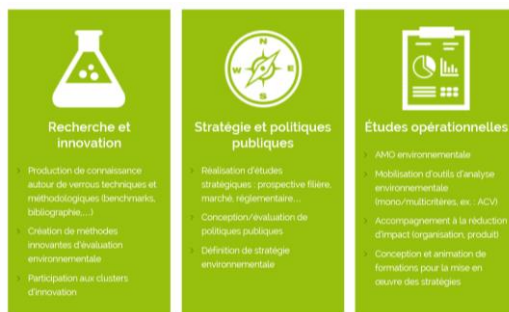 Recherche et
innovation
Production de connaissance
autour de verrous techniques et
méthodologiques (benchmarks,
bibliographie,...)
Création de méthodes
innovantes d'évaluation
environnementale
Participation aux clusters
d'innovation
N
W E
S
Stratégie et politiques
publiques
Réalisation d'études
stratégiques : prospective filière,
marché, réglementaire...
Conception/évaluation de
politiques publiques
Définition de stratégie
environnementale
Études opérationnelles
AMO environnementale
Mobilisation d'outils d'analyse
environnementale
(mono/multicritères, ex. : ACV)
Accompagnement à la réduction
d'impact (organisation, produit)
Conception et animation de
formations pour la mise en
œuvre des stratégies